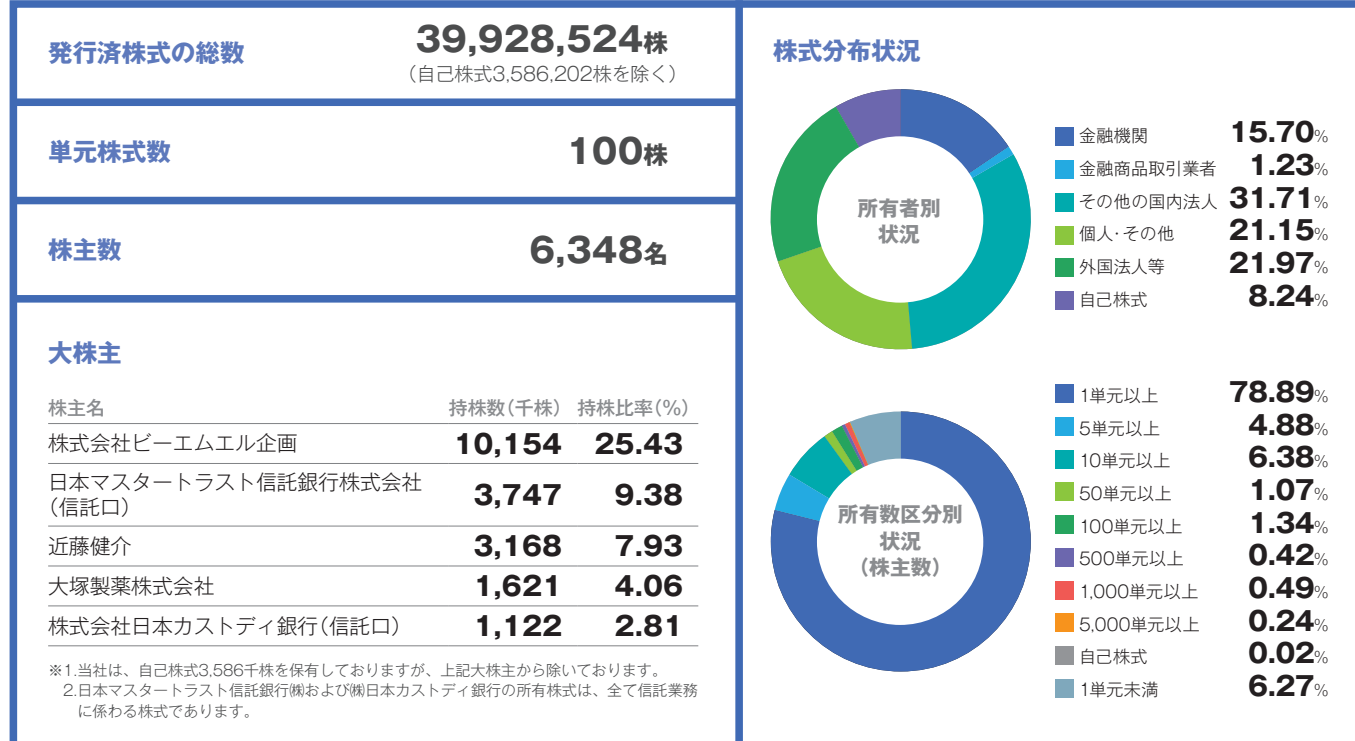 発行済株式の総数
39,928,524株
（自己株式3,586,202株を除く）
単元株式数
100株
株主数
6,348名
大株主
株主名 持株数（千株） 持株比率（%）
株式会社ビーエムエル企画 10,154 25.43
日本マスタートラスト信託銀行株式会社
（信託口） 3,747 9.38
近藤健介 3,168 7.93
大塚製薬株式会社 1,621 4.06
株式会社日本カストディ銀行（信託口） 1,122 2.81
※1.当社は、自己株式3,586千株を保有しておりますが、上記大株主から除いております。
2.日本マスタートラスト信託銀行㈱および㈱日本カストディ銀行の所有株式は、全て信託業務
に係わる株式であります。
株式分布状況
所有者別
状況
金融機関 15.70%
金融商品取引業者 1.23%
その他の国内法人 31.71%
個人・その他 21.15%
外国法人等 21.97%
自己株式 8.24%
所有数区分別
状況
（株主数）
1単元以上 78.89%
5単元以上 4.88%
10単元以上 6.38%
50単元以上 1.07%
100単元以上 1.34%
500単元以上 0.42%
1,000単元以上 0.49%
5,000単元以上 0.24%
自己株式 0.02%
1単元未満 6.27%